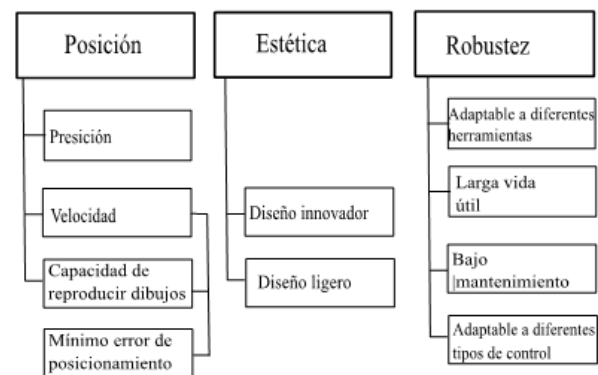 Posición
Presición
Velocidad
Capacidad de
reproducir dibujos
Mínimo error de
posicionamiento
Estética
Diseño innovador
Diseño ligero
Robustez
Adaptable a diferentes
herramientas
Larga vida
útil
Bajo
|mantenimiento
Adaptable a diferentes
tipos de control